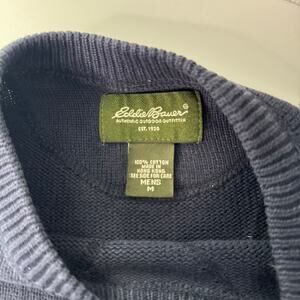 Eddie Bauer®
AUTHENTIC OUTDOOR OUTFITTER
EST. 1920
100% COTTON
MADE IN
HONG KONG
SEE SIDE FOR CARE
MENS
M